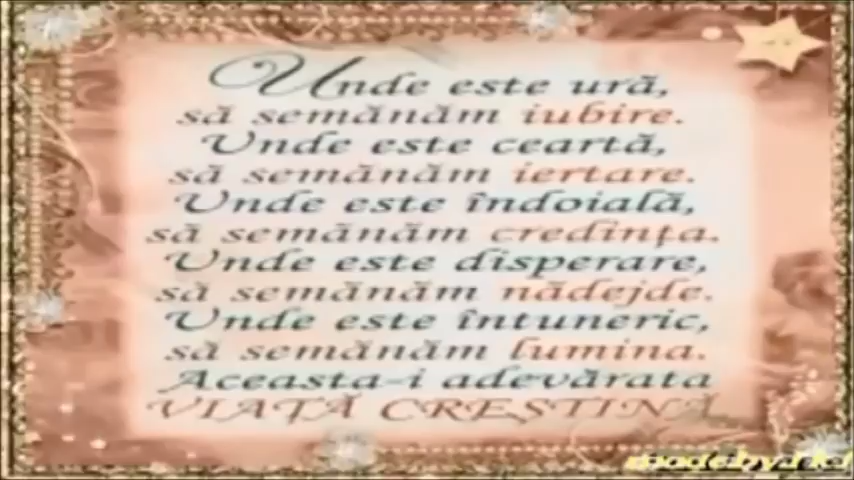 Unde este ură,
să semănăm iubire.
Unde este ceartă,
să semănăm iertare.
Unde este îndoială,
să semănăm credința.
Unde este disperare,
să semănăm nădejde.
Unde este întuneric,
să semănăm lumina.
Aceasta-i adevărata
VIAȚĂ CREȘTINĂ